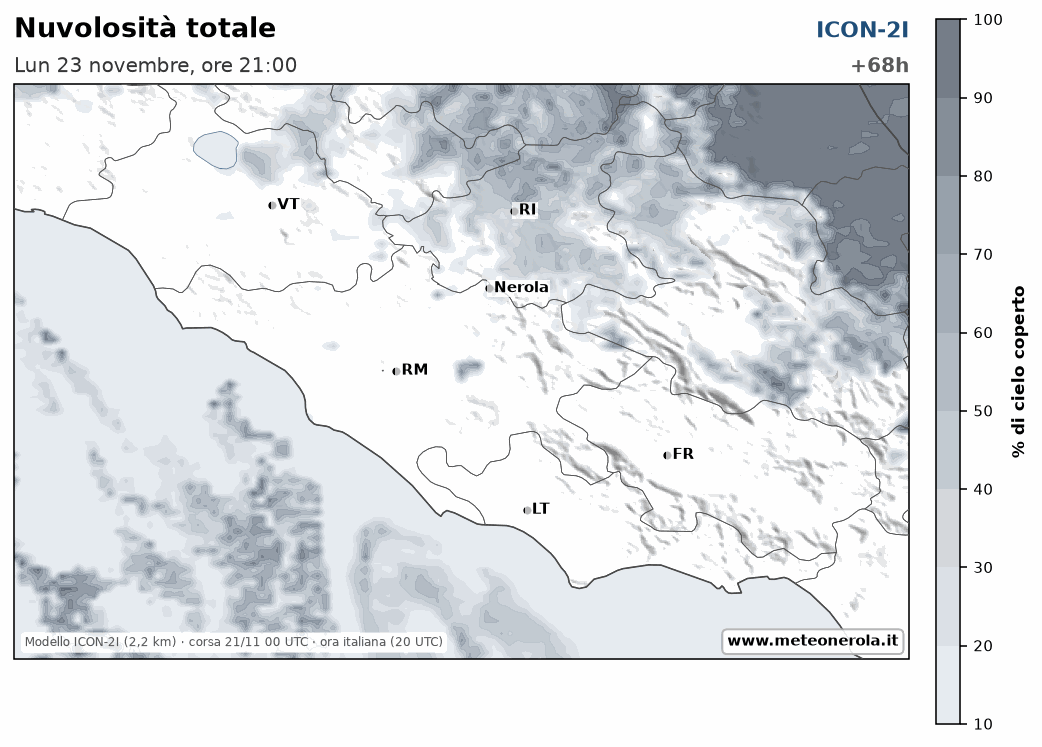 Nuvolosità totale
ICON-2I
Lun 23 novembre, ore 21:00
+68h
100
90
80
70
60
50
40
30
20
10
% di cielo coperto
VT
RI
Nerola
RM
FR
LT
Modello ICON-2I (2,2 km) · corsa 21/11 00 UTC · ora italiana (20 UTC)
www.meteonerola.it